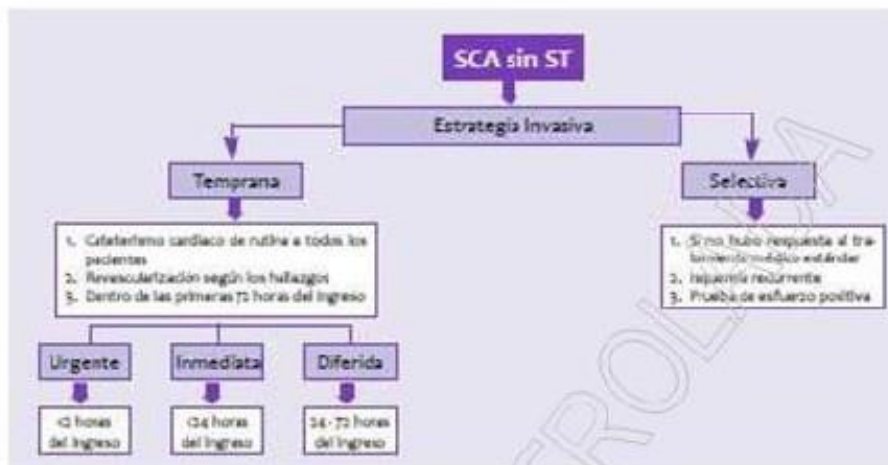 SCA sin ST
Estrategia Invasiva
Temprana
Selectiva
1. Cateterismo cardiaco de rutina a todos los
pacientes
2. Revascularización según los hallazgos
3. Dentro de las primeras 72 horas del ingreso
1. Si no hubo respuesta al tra-
tamiento médico estándar
2. Isquemia recurrente
3. Prueba de esfuerzo positiva
Urgente
Inmediata
Diferida
<2 horas
del ingreso
<24 horas
del ingreso
24 - 72 horas
del ingreso